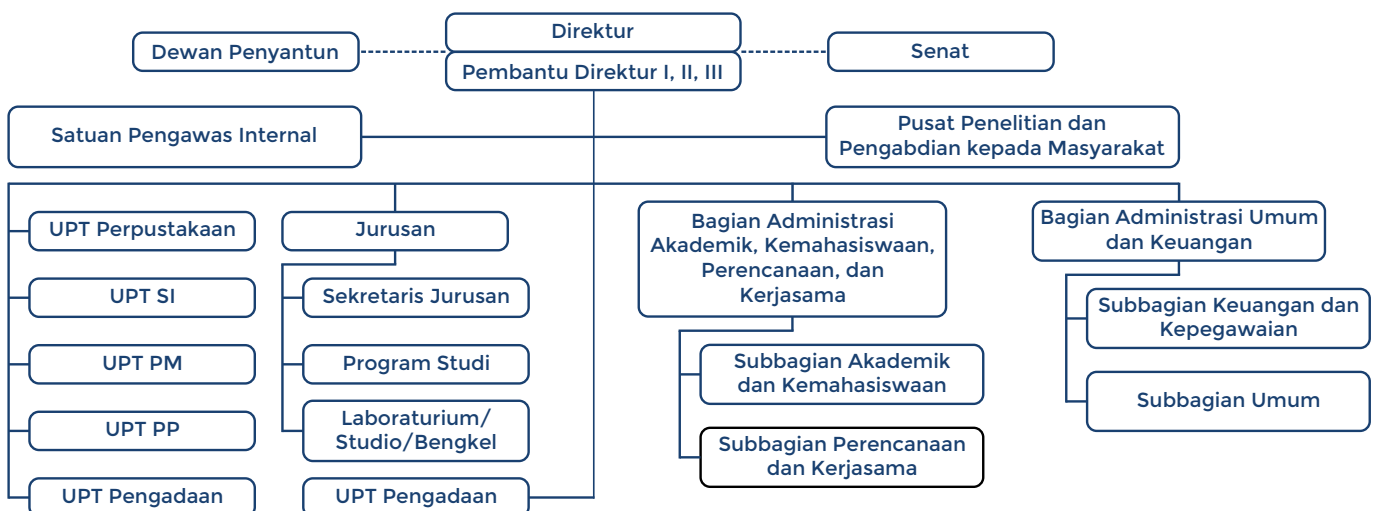 Direktur
Dewan Penyantun
Senat
Pembantu Direktur I, II, III
Satuan Pengawas Internal
Pusat Penelitian dan
Pengabdian kepada Masyarakat
UPT Perpustakaan
UPT SI
UPT PM
UPT PP
UPT Pengadaan
Jurusan
Sekretaris Jurusan
Program Studi
Laboraturium/
Studio/Bengkel
UPT Pengadaan
Bagian Administrasi
Akademik, Kemahasiswaan,
Perencanaan, dan
Kerjasama
Subbagian Akademik
dan Kemahasiswaan
Subbagian Perencanaan
dan Kerjasama
Bagian Administrasi Umum
dan Keuangan
Subbagian Keuangan dan
Kepegawaian
Subbagian Umum